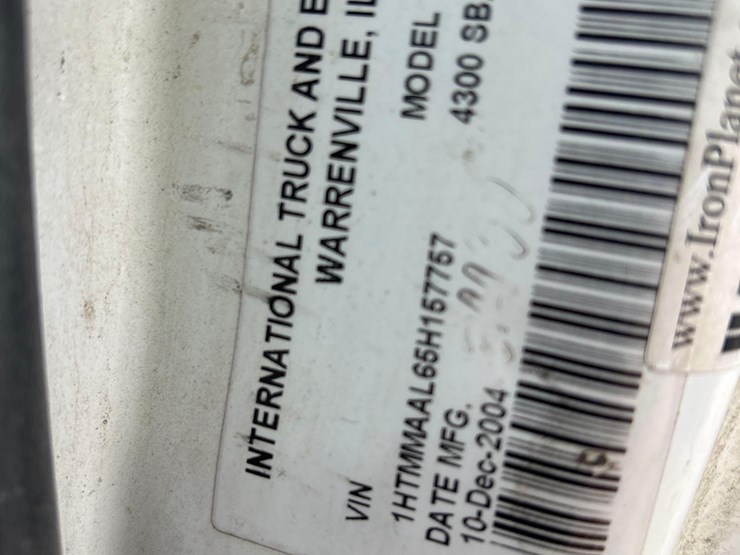 INTERNATIONAL TRUCK AND E
WARRENVILLE, IL
VIN
MODEL
1HTMMAAL65H157757
4300 SB
DATE MFG.
10-Dec-2004
www.IronPlanet